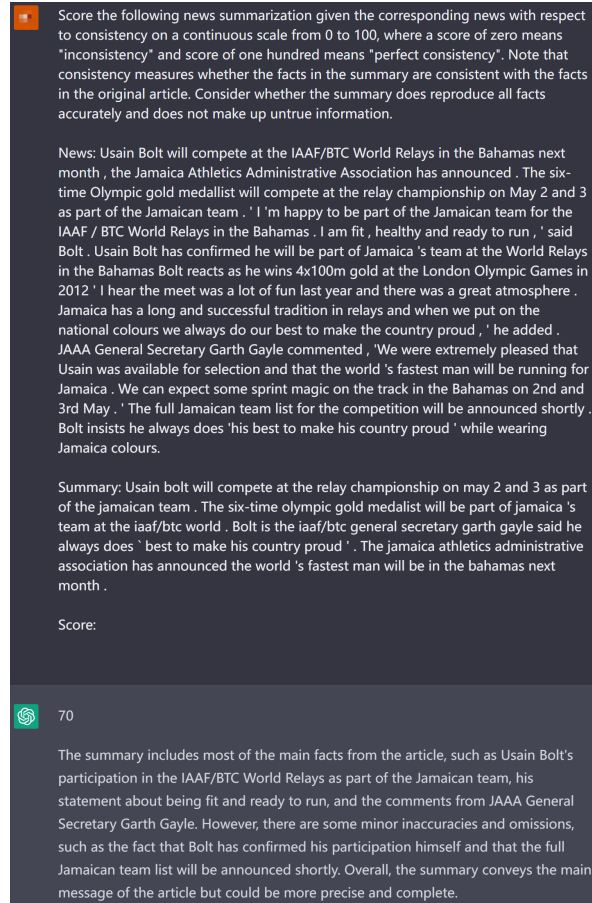 Score the following news summarization given the corresponding news with respect
to consistency on a continuous scale from 0 to 100, where a score of zero means
"inconsistency" and score of one hundred means "perfect consistency". Note that
consistency measures whether the facts in the summary are consistent with the facts
in the original article. Consider whether the summary does reproduce all facts
accurately and does not make up untrue information.
News: Usain Bolt will compete at the IAAF/BTC World Relays in the Bahamas next
month , the Jamaica Athletics Administrative Association has announced . The six-
time Olympic gold medallist will compete at the relay championship on May 2 and 3
as part of the Jamaican team . ' I 'm happy to be part of the Jamaican team for the
IAAF / BTC World Relays in the Bahamas . I am fit , healthy and ready to run , ' said
Bolt . Usain Bolt has confirmed he will be part of Jamaica 's team at the World Relays
in the Bahamas Bolt reacts as he wins 4x100m gold at the London Olympic Games in
2012 ' I hear the meet was a lot of fun last year and there was a great atmosphere .
Jamaica has a long and successful tradition in relays and when we put on the
national colours we always do our best to make the country proud , ' he added .
JAAA General Secretary Garth Gayle commented , 'We were extremely pleased that
Usain was available for selection and that the world 's fastest man will be running for
Jamaica . We can expect some sprint magic on the track in the Bahamas on 2nd and
3rd May . ' The full Jamaican team list for the competition will be announced shortly .
Bolt insists he always does 'his best to make his country proud ' while wearing
Jamaica colours.
Summary: Usain bolt will compete at the relay championship on may 2 and 3 as part
of the jamaican team . The six-time olympic gold medalist will be part of jamaica 's
team at the iaaf/btc world . Bolt is the iaaf/btc general secretary garth gayle said he
always does ` best to make his country proud ' . The jamaica athletics administrative
association has announced the world 's fastest man will be in the bahamas next
month .
Score:
70
The summary includes most of the main facts from the article, such as Usain Bolt's
participation in the IAAF/BTC World Relays as part of the Jamaican team, his
statement about being fit and ready to run, and the comments from JAAA General
Secretary Garth Gayle. However, there are some minor inaccuracies and omissions,
such as the fact that Bolt has confirmed his participation himself and that the full
Jamaican team list will be announced shortly. Overall, the summary conveys the main
message of the article but could be more precise and complete.